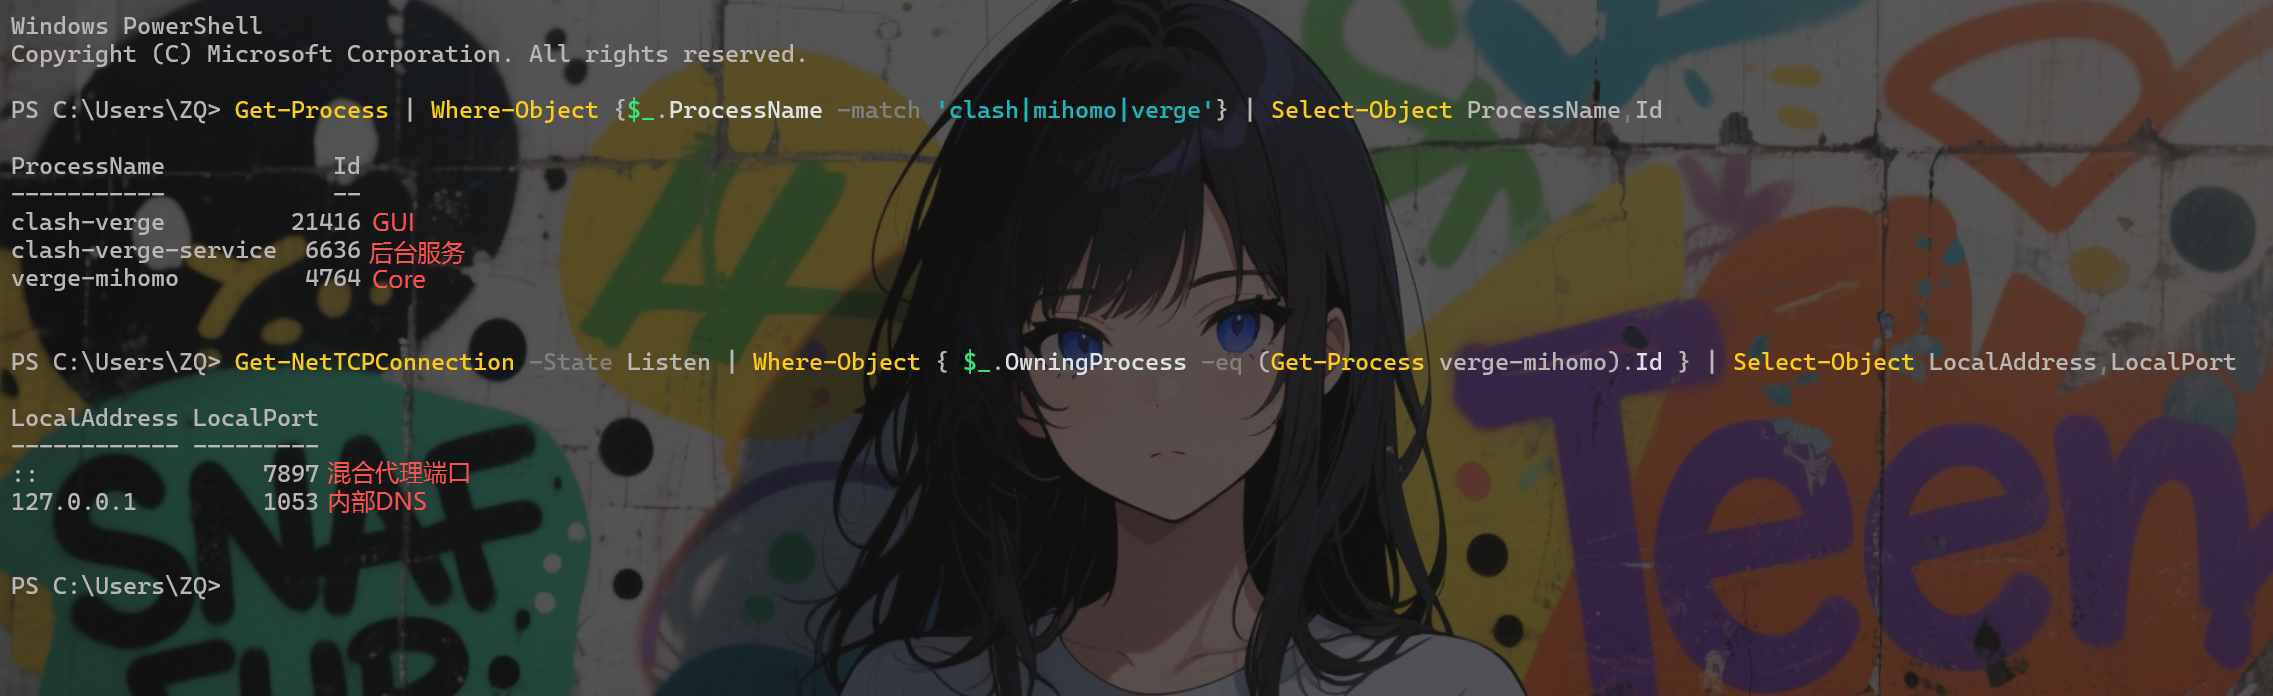 Windows PowerShell
Copyright (C) Microsoft Corporation. All rights reserved.
PS C:\Users\ZQ> Get-Process | Where-Object {$_.ProcessName -match 'clash|mihomo|verge'} | Select-Object ProcessName,Id
ProcessName Id
----------- --
clash-verge 21416 GUI
clash-verge-service 6636 后台服务
verge-mihomo 4764 Core
PS C:\Users\ZQ> Get-NetTCPConnection -State Listen | Where-Object { $_.OwningProcess -eq (Get-Process verge-mihomo).Id } | Select-Object LocalAddress,LocalPort
LocalAddress LocalPort
------------ ---------
:: 7897 混合代理端口
127.0.0.1 1053 内部DNS
PS C:\Users\ZQ>
SNAF
Teen